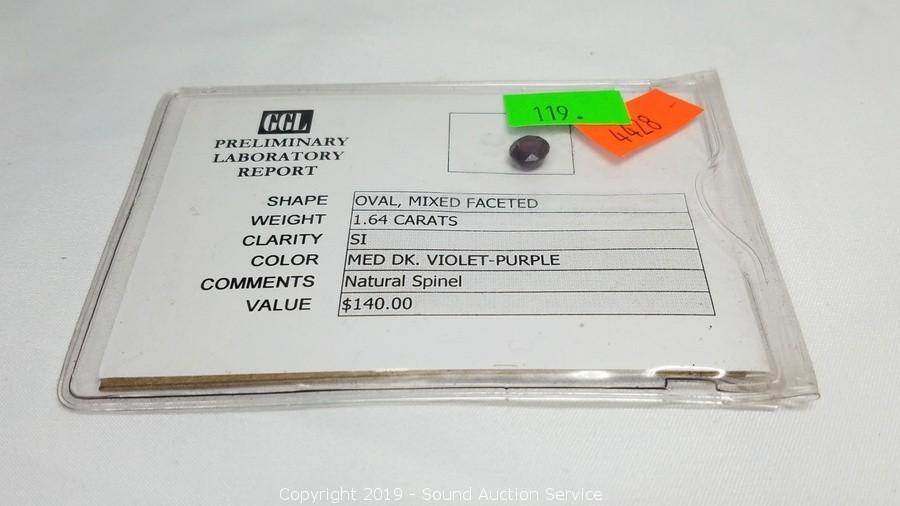 GGL
PRELIMINARY
LABORATORY
REPORT
119.
4428
SHAPE OVAL, MIXED FACETED
WEIGHT 1.64 CARATS
CLARITY SI
COLOR MED DK. VIOLET-PURPLE
COMMENTS Natural Spinel
VALUE $140.00
Copyright 2019 - Sound Auction Service